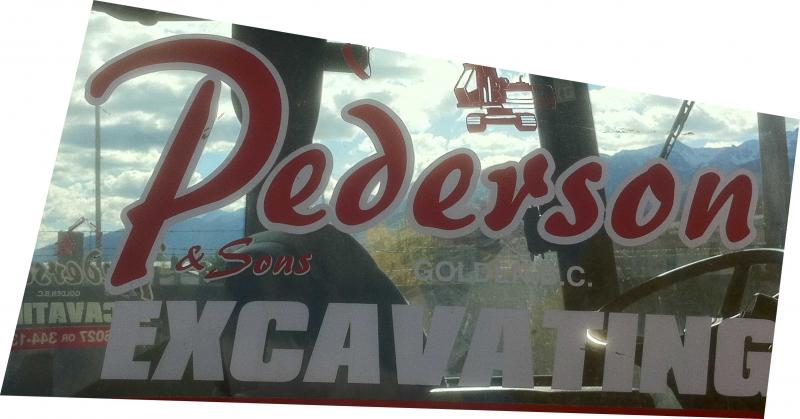 Pederson
& Sons
GOLDEN, B.C.
EXCAVATING